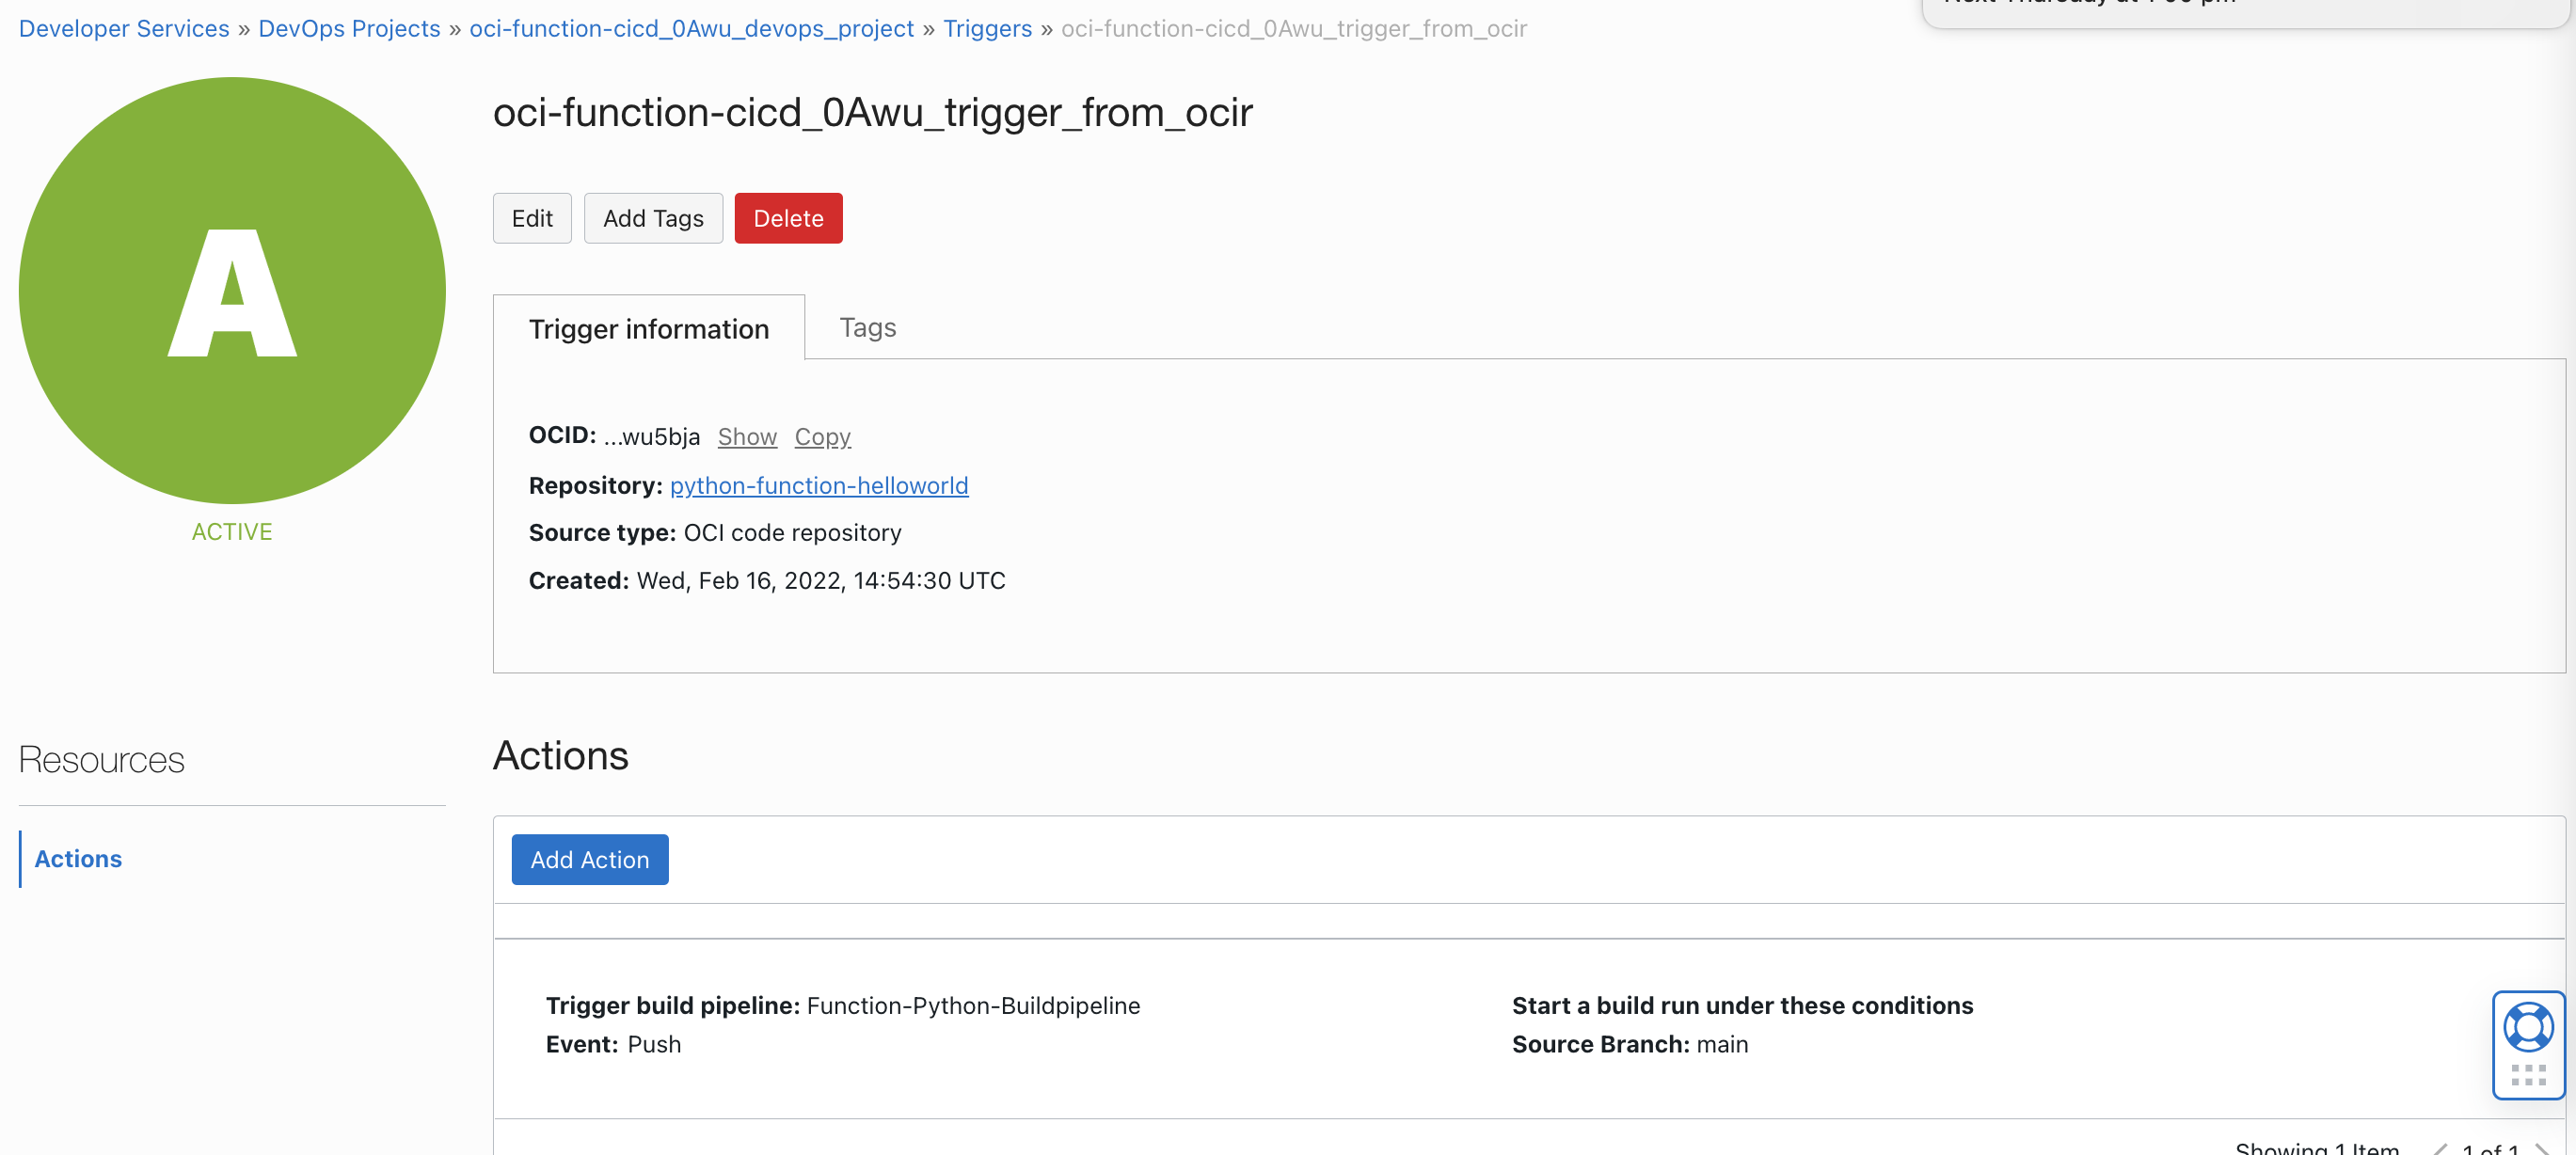 Developer Services » DevOps Projects » oci-function-cicd_0Awu_devops_project » Triggers » oci-function-cicd_0Awu_trigger_from_ocir
A
ACTIVE
oci-function-cicd_0Awu_trigger_from_ocir
Edit Add Tags Delete
Trigger information Tags
OCID: ...wu5bja Show Copy
Repository: python-function-helloworld
Source type: OCI code repository
Created: Wed, Feb 16, 2022, 14:54:30 UTC
Resources
Actions
Actions
Add Action
Trigger build pipeline: Function-Python-Buildpipeline
Event: Push
Start a build run under these conditions
Source Branch: main
Showing 1 Item 1 of 1